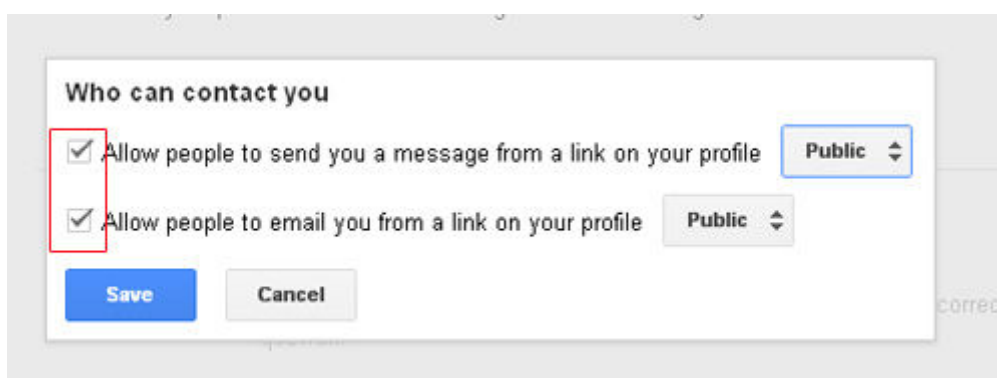 Who can contact you
Allow people to send you a message from a link on your profile Public
Allow people to email you from a link on your profile Public
Save Cancel